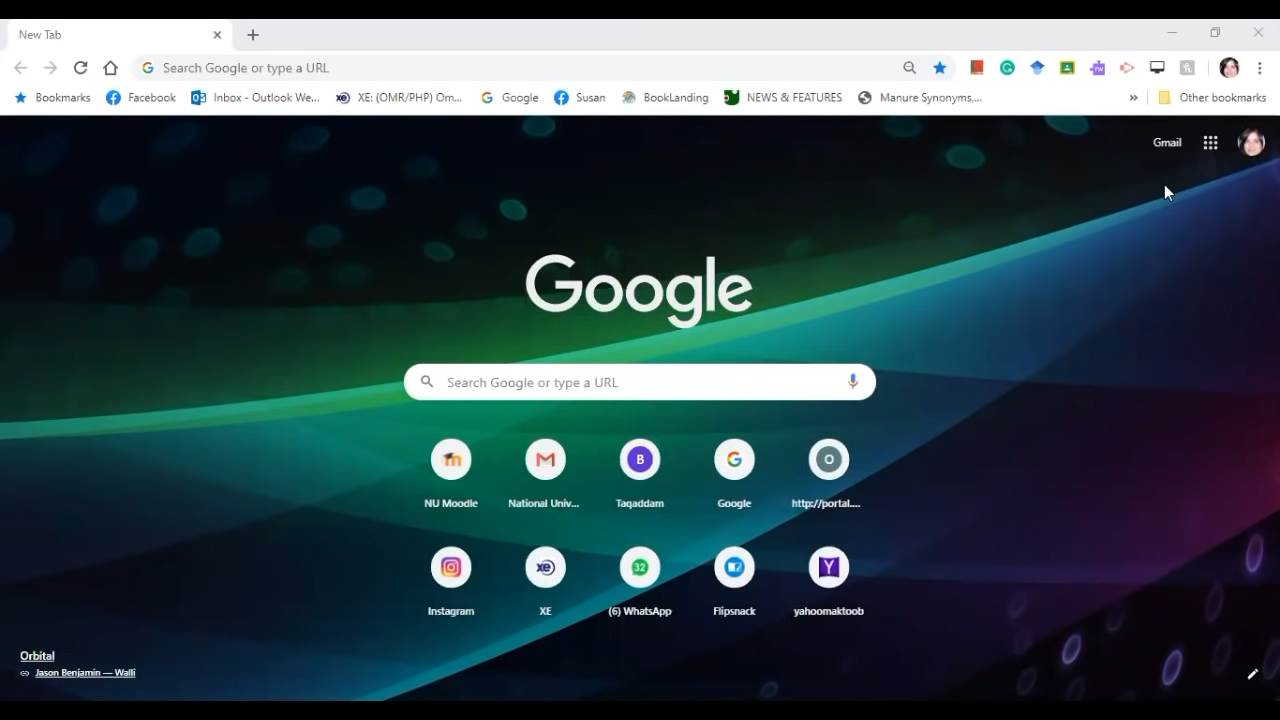 New Tab
Search Google or type a URL
Bookmarks Facebook Inbox - Outlook We... XE: (OMR/PHP) Om... Google Susan BookLanding NEWS & FEATURES Manure Synonyms,... » Other bookmarks
Gmail
Google
Search Google or type a URL
NU Moodle National Univ... Taqaddam Google http://portal....
Instagram XE (6) WhatsApp Flipsnack yahoomaktoob
Orbital
Jason Benjamin — Walli